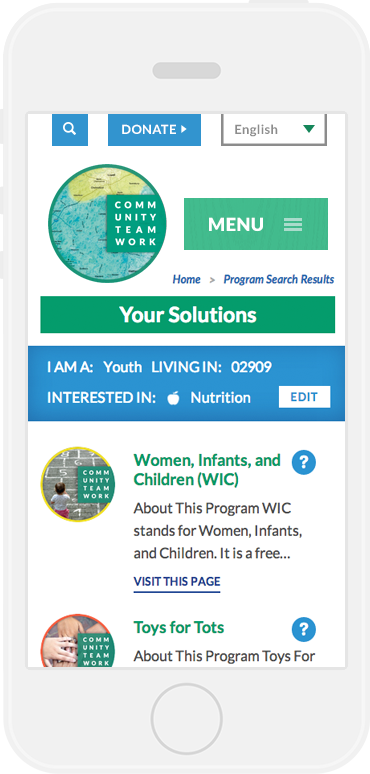 DONATE
English
COMM
UNITY
TEAM
WORK
MENU
Home > Program Search Results
Your Solutions
I AM A: Youth LIVING IN: 02909
INTERESTED IN: Nutrition EDIT
COMM
UNITY
TEAM
WORK
Women, Infants, and
Children (WIC)
?
About This Program WIC
stands for Women, Infants,
and Children. It is a free...
VISIT THIS PAGE
COMM
UNITY
TEAM
WORK
Toys for Tots
?
About This Program Toys For